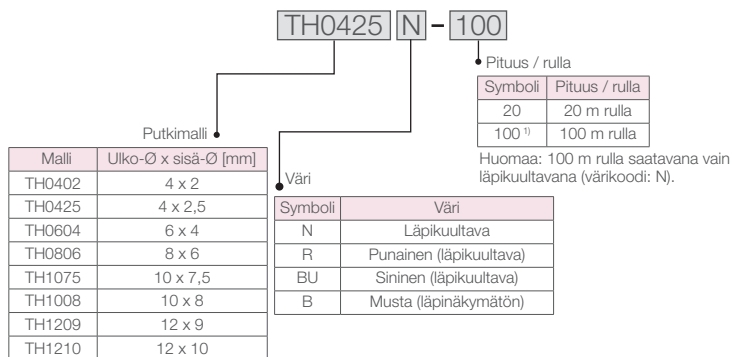 TH0425 N - 100
Pituus / rulla
Symboli Pituus / rulla
20 20 m rulla
100 1) 100 m rulla
Huomaa: 100 m rulla saatavana vain
läpikuultavana (värikoodi: N).
Putkimalli
Malli Ulko-Ø x sisä-Ø [mm]
TH0402 4 x 2
TH0425 4 x 2,5
TH0604 6 x 4
TH0806 8 x 6
TH1075 10 x 7,5
TH1008 10 x 8
TH1209 12 x 9
TH1210 12 x 10
Väri
Symboli Väri
N Läpikuultava
R Punainen (läpikuultava)
BU Sininen (läpikuultava)
B Musta (läpinäkymätön)